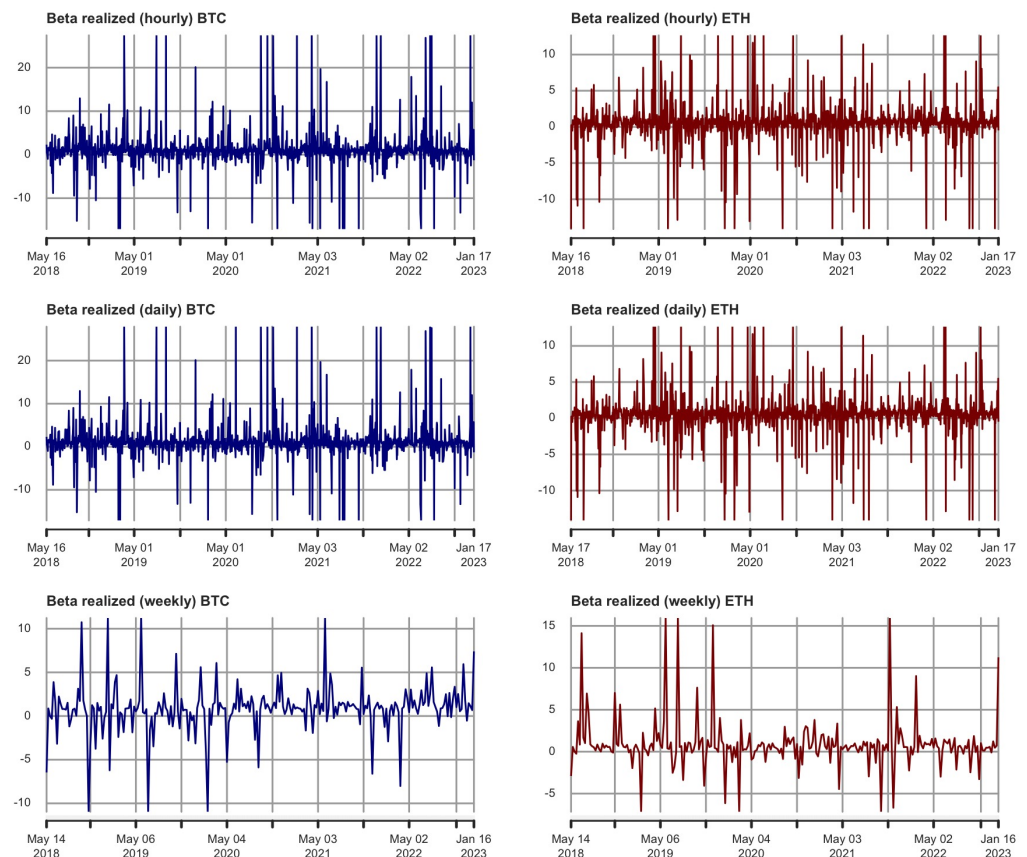 Beta realized (hourly) BTC
20
10
0
-10
May 16 May 01 May 01 May 03 May 02 Jan 17
2018 2019 2020 2021 2022 2023
Beta realized (hourly) ETH
10
5
0
-5
-10
May 16 May 01 May 01 May 03 May 02 Jan 17
2018 2019 2020 2021 2022 2023
Beta realized (daily) BTC
20
10
0
-10
May 16 May 01 May 01 May 03 May 02 Jan 17
2018 2019 2020 2021 2022 2023
Beta realized (daily) ETH
10
5
0
-5
-10
May 17 May 01 May 01 May 03 May 02 Jan 17
2018 2019 2020 2021 2022 2023
Beta realized (weekly) BTC
10
5
0
-5
-10
May 14 May 06 May 04 May 03 May 02 Jan 16
2018 2019 2020 2021 2022 2023
Beta realized (weekly) ETH
15
10
5
0
-5
May 14 May 06 May 04 May 03 May 02 Jan 16
2018 2019 2020 2021 2022 2023